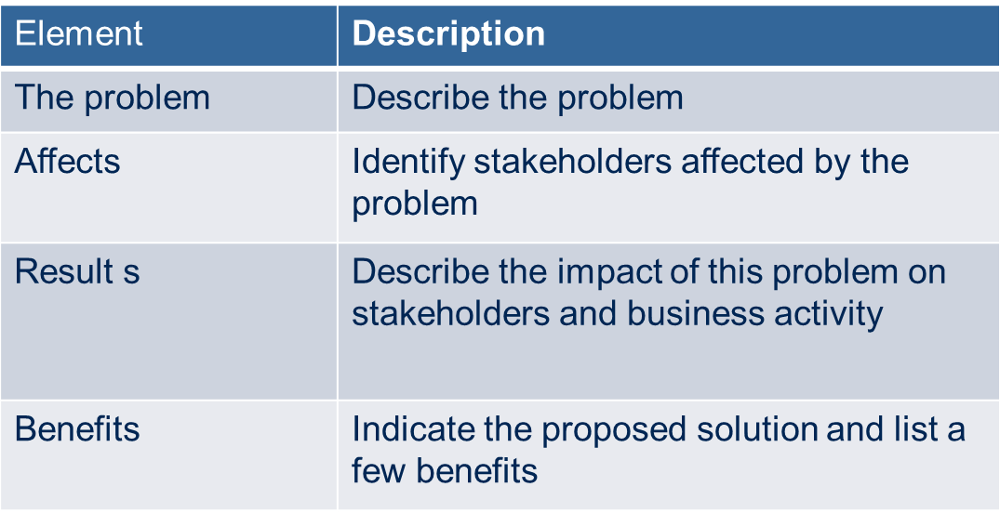 Element
Description
The problem
Describe the problem
Affects
Identify stakeholders affected by the
problem
Result s
Describe the impact of this problem on
stakeholders and business activity
Benefits
Indicate the proposed solution and list a
few benefits